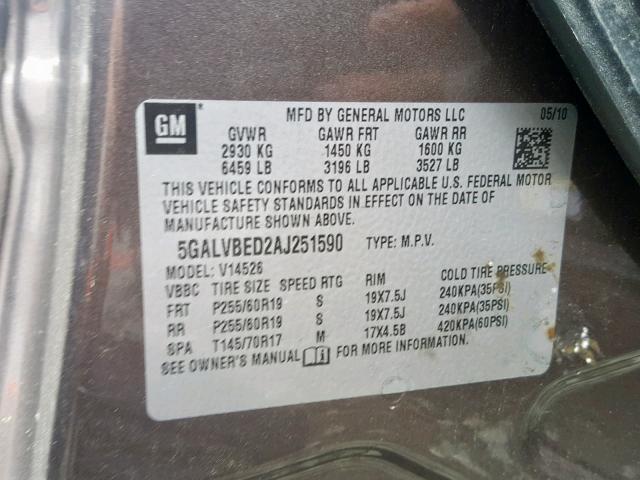 GM
MFD BY GENERAL MOTORS LLC 05/10
GVWR GAWR FRT GAWR RR
2930 KG 1450 KG 1600 KG
6459 LB 3196 LB 3527 LB
THIS VEHICLE CONFORMS TO ALL APPLICABLE U.S. FEDERAL MOTOR
VEHICLE SAFETY STANDARDS IN EFFECT ON THE DATE OF
MANUFACTURE SHOWN ABOVE.
5GALVBED2AJ251590 TYPE: M.P.V.
MODEL: V14526
VBBC TIRE SIZE SPEED RTG RIM COLD TIRE PRESSURE
FRT P255/60R19 S 19X7.5J 240KPA(35PSI)
RR P255/60R19 S 19X7.5J 240KPA(35PSI)
SPA T145/70R17 M 17X4.5B 420KPA(60PSI)
SEE OWNER'S MANUAL FOR MORE INFORMATION.